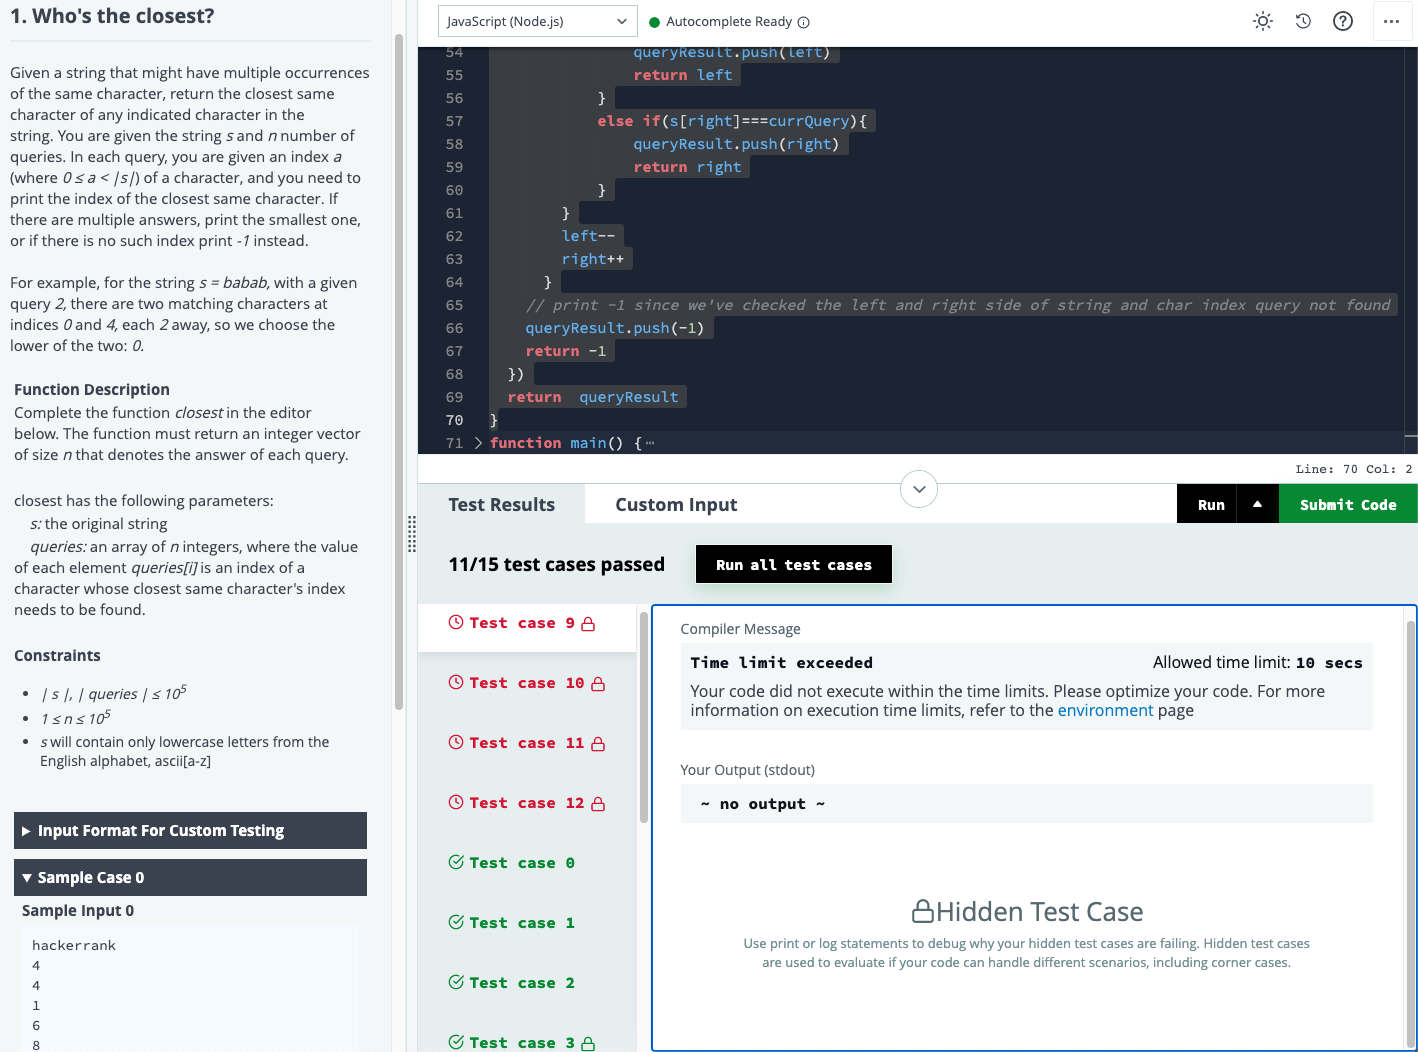 1. Who's the closest?
Given a string that might have multiple occurrences
of the same character, return the closest same
character of any indicated character in the
string. You are given the string s and n number of
queries. In each query, you are given an index a
(where 0 ≤ a < |s|) of a character, and you need to
print the index of the closest same character. If
there are multiple answers, print the smallest one,
or if there is no such index print -1 instead.
For example, for the string s = babab, with a given
query 2, there are two matching characters at
indices 0 and 4, each 2 away, so we choose the
lower of the two: 0.
Function Description
Complete the function closest in the editor
below. The function must return an integer vector
of size n that denotes the answer of each query.
closest has the following parameters:
s: the original string
queries: an array of n integers, where the value
of each element queries[i] is an index of a
character whose closest same character's index
needs to be found.
Constraints
• | s |, | queries | ≤ 10⁵
• 1 ≤ n ≤ 10⁵
• s will contain only lowercase letters from the
English alphabet, ascii[a-z]
Input Format For Custom Testing
Sample Case 0
Sample Input 0
hackerrank
4
4
1
6
8
JavaScript (Node.js)
Autocomplete Ready
54 queryResult.push(left)
55 return left
56 }
57 else if(s[right]===currQuery){
58 queryResult.push(right)
59 return right
60 }
61 }
62 left--
63 right++
64 }
65 // print -1 since we've checked the left and right side of string and char index query not found
66 queryResult.push(-1)
67 return -1
68 })
69 return queryResult
70 }
71 function main() {
Line: 70 Col: 2
Test Results
Custom Input
Run
Submit Code
11/15 test cases passed
Run all test cases
Test case 9
Test case 10
Test case 11
Test case 12
Test case 0
Test case 1
Test case 2
Test case 3
Compiler Message
Time limit exceeded
Allowed time limit: 10 secs
Your code did not execute within the time limits. Please optimize your code. For more
information on execution time limits, refer to the environment page
Your Output (stdout)
~ no output ~
Hidden Test Case
Use print or log statements to debug why your hidden test cases are failing. Hidden test cases
are used to evaluate if your code can handle different scenarios, including corner cases.